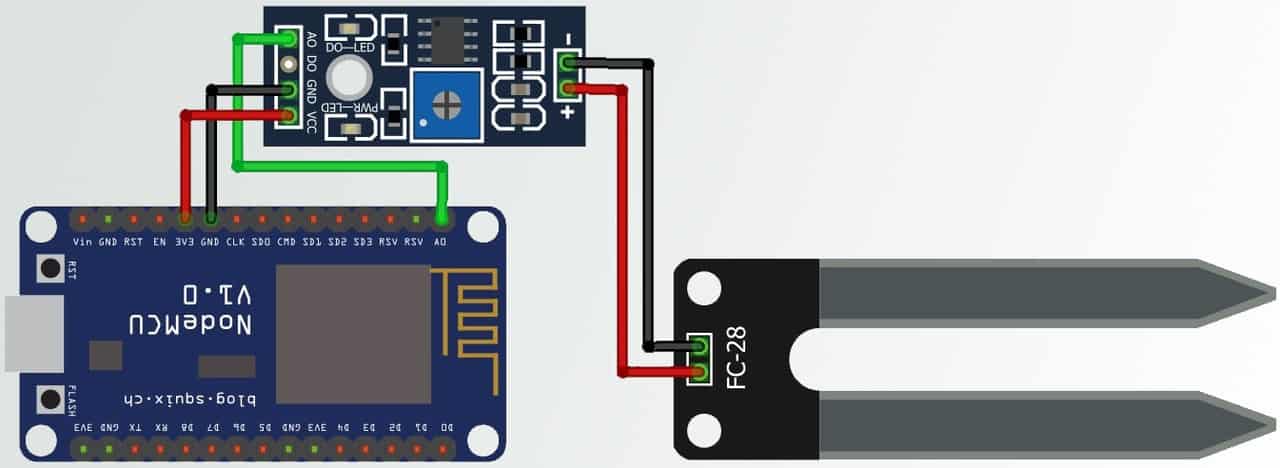 AO
DO
GND
VCC
DO—LED
PWR—LED
-
+
Vin GND RST EN 3V3 GND CLK SD0 CMD SD1 SD2 SD3 RSV RSV A0
RST
NodeMCU
V1.0
FLASH
blog.squix.ch
3V3 GND TX RX D8 D7 D6 D5 GND 3V3 D4 D3 D2 D1 D0
FC-28